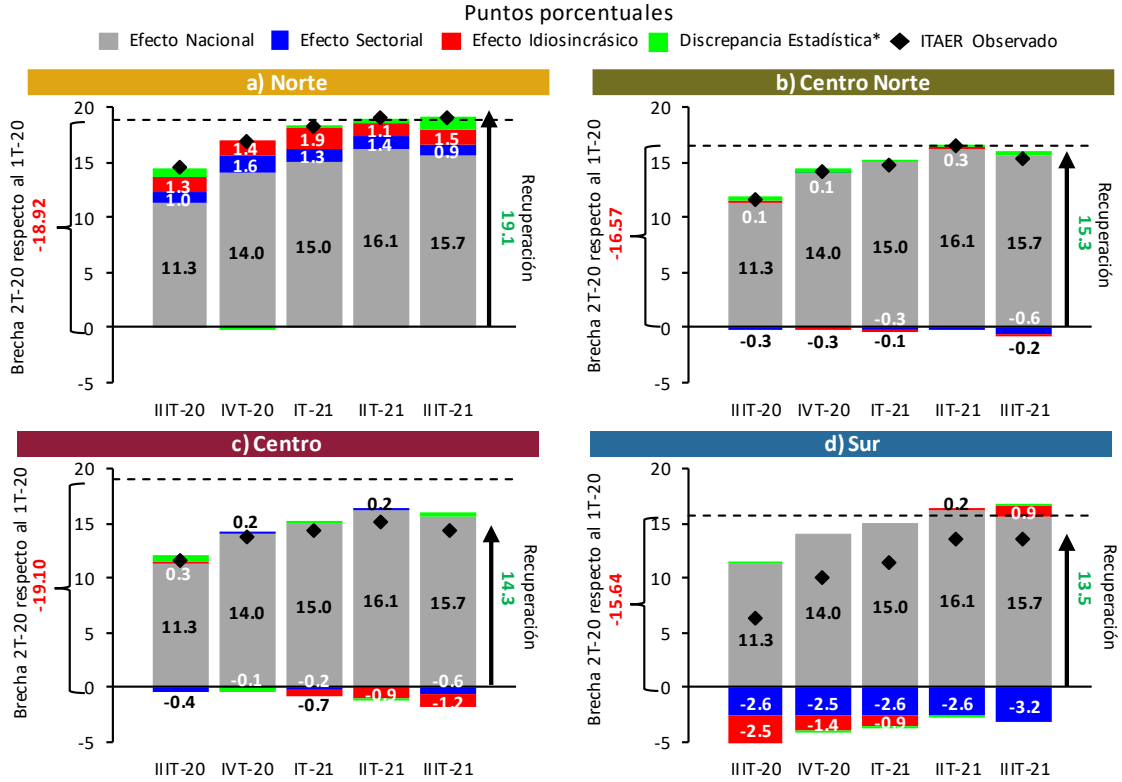 Puntos porcentuales
Efecto Nacional Efecto Sectorial Efecto Idiosincrásico Discrepancia Estadística* ITAER Observado
a) Norte
Brecha 2T-20 respecto al 1T-20
-18.92
20
15
10
5
0
-5
11.3 14.0 15.0 16.1 15.7
1.0 1.6 1.3 1.4 0.9
1.3 1.4 1.9 1.1 1.5
19.1
Recuperación
IIIT-20 IVT-20 IT-21 IIT-21 IIIT-21
b) Centro Norte
Brecha 2T-20 respecto al 1T-20
-16.57
20
15
10
5
0
-5
0.1 0.1 0.3
11.3 14.0 15.0 16.1 15.7
-0.3 -0.6
-0.3 -0.3 -0.1 -0.2
15.3
Recuperación
IIIT-20 IVT-20 IT-21 IIT-21 IIIT-21
c) Centro
Brecha 2T-20 respecto al 1T-20
-19.10
20
15
10
5
0
-5
0.3 0.2 0.2
11.3 14.0 15.0 16.1 15.7
-0.1 -0.2 -0.9 -0.6
-0.4 -0.7 -1.2
14.3
Recuperación
IIIT-20 IVT-20 IT-21 IIT-21 IIIT-21
d) Sur
Brecha 2T-20 respecto al 1T-20
-15.64
20
15
10
5
0
-5
0.2 0.9
11.3 14.0 15.0 16.1 15.7
-2.6 -2.5 -2.6 -2.6 -3.2
-2.5 -1.4 -0.9
13.5
Recuperación
IIIT-20 IVT-20 IT-21 IIT-21 IIIT-21